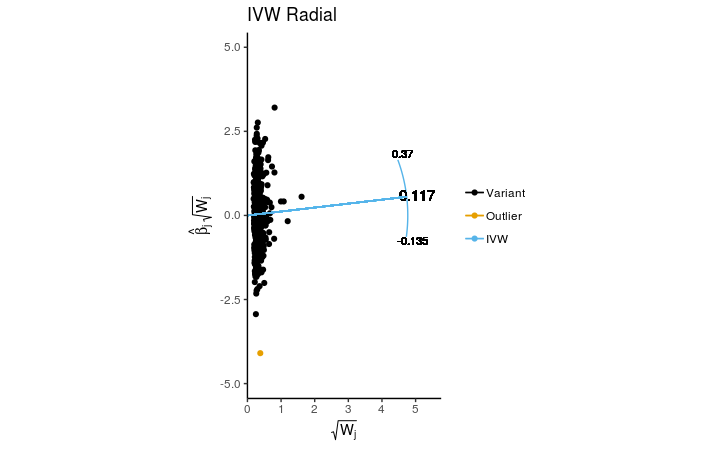 IVW Radial
5.0
2.5
0.0
-2.5
-5.0
β̂j√Wj
0.37
0.117
-0.135
0 1 2 3 4 5
√Wj
Variant
Outlier
IVW